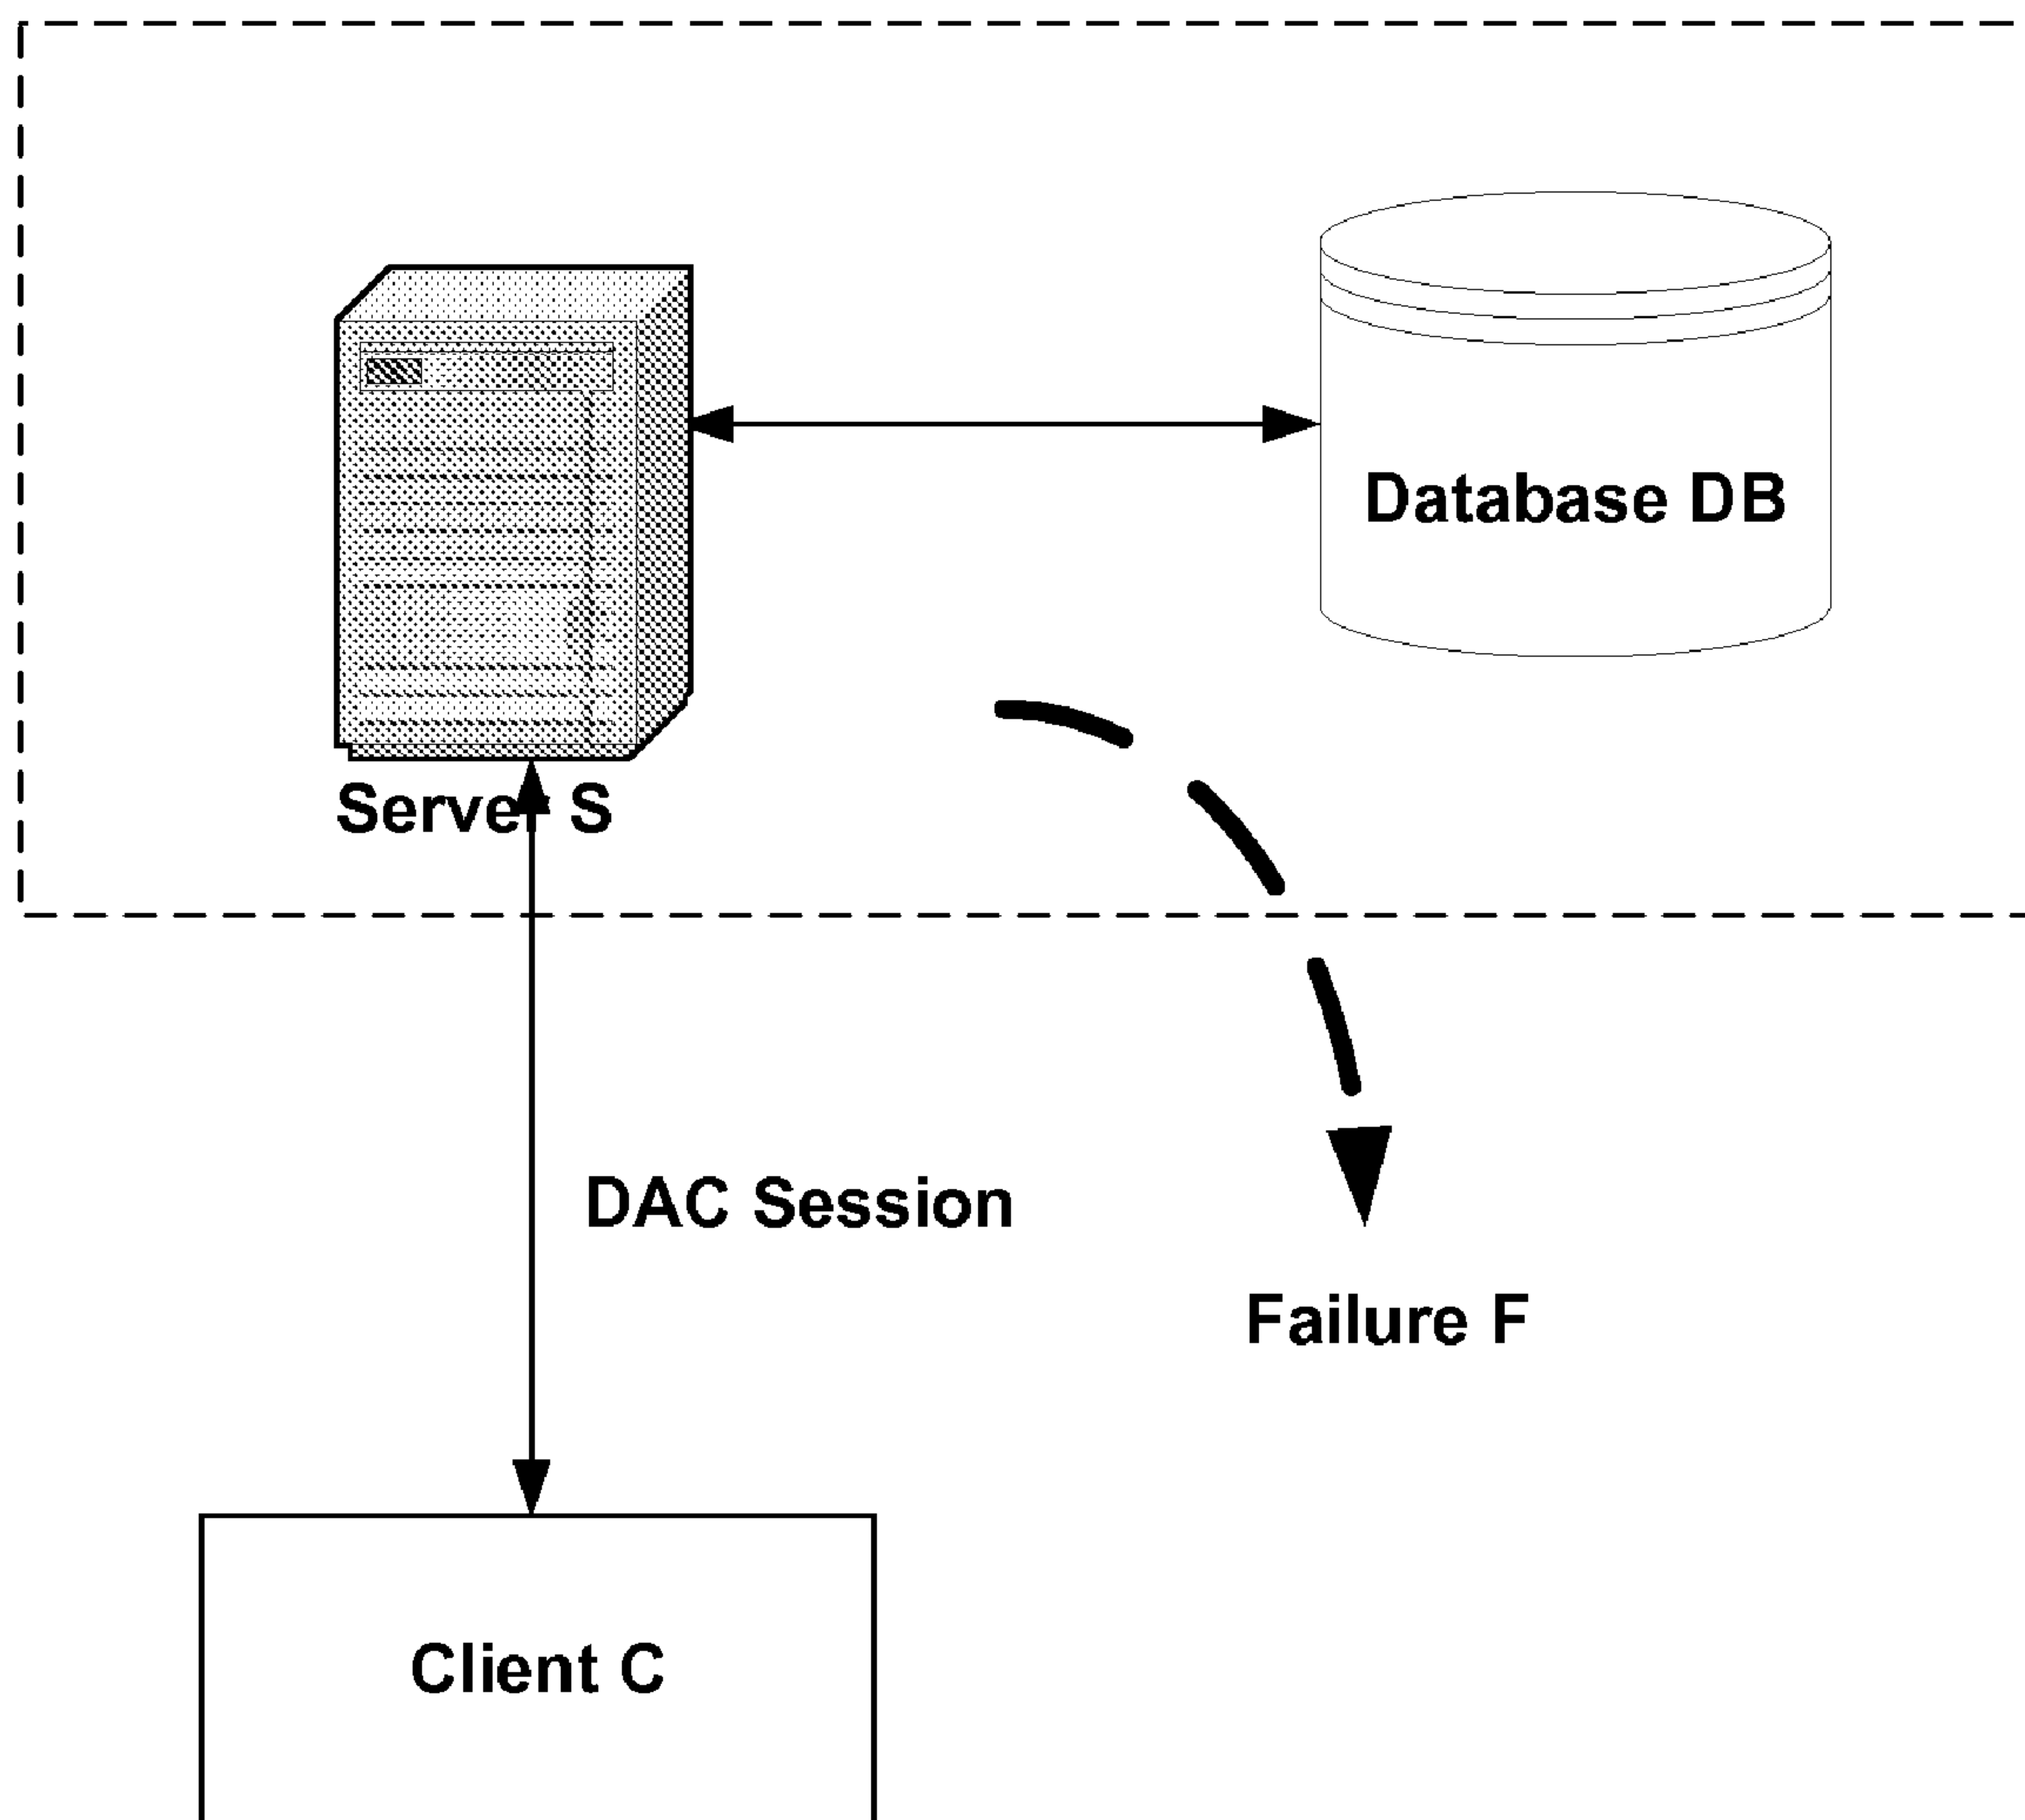 Database DB
Server S
DAC Session
Failure F
Client C